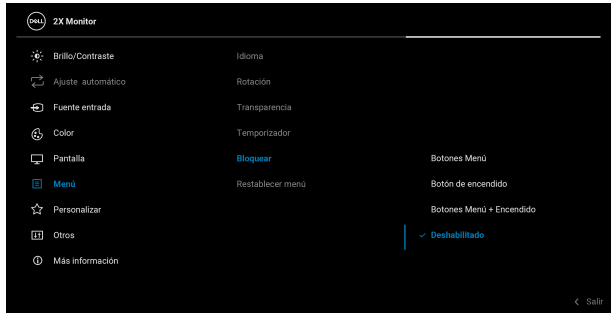 DELL 2X Monitor
Brillo/Contraste
Ajuste automático
Fuente entrada
Color
Pantalla
Menú
Personalizar
Otros
Más información
Idioma
Rotación
Transparencia
Temporizador
Bloquear
Restablecer menú
Botones Menú
Botón de encendido
Botones Menú + Encendido
Deshabilitado
Salir